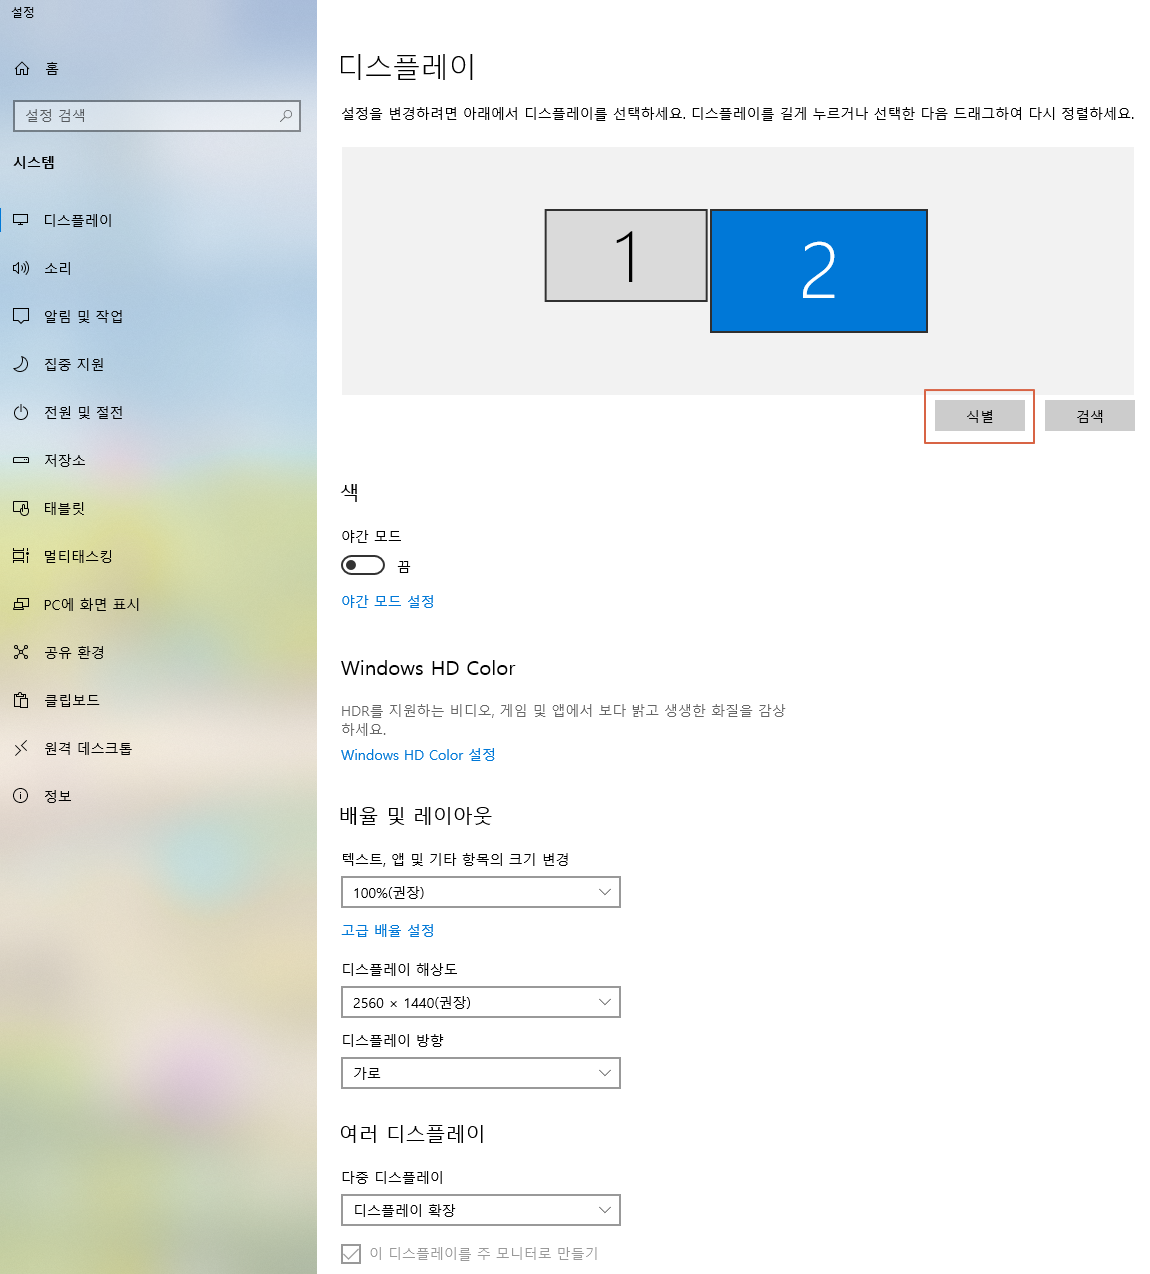 설정
홈
설정 검색
시스템
디스플레이
소리
알림 및 작업
집중 지원
전원 및 절전
저장소
태블릿
멀티태스킹
PC에 화면 표시
공유 환경
클립보드
원격 데스크톱
정보
디스플레이
설정을 변경하려면 아래에서 디스플레이를 선택하세요. 디스플레이를 길게 누르거나 선택한 다음 드래그하여 다시 정렬하세요.
1
2
식별
검색
색
야간 모드
끔
야간 모드 설정
Windows HD Color
HDR를 지원하는 비디오, 게임 및 앱에서 보다 밝고 생생한 화질을 감상
하세요.
Windows HD Color 설정
배율 및 레이아웃
텍스트, 앱 및 기타 항목의 크기 변경
100%(권장)
고급 배율 설정
디스플레이 해상도
2560 × 1440(권장)
디스플레이 방향
가로
여러 디스플레이
다중 디스플레이
디스플레이 확장
이 디스플레이를 주 모니터로 만들기